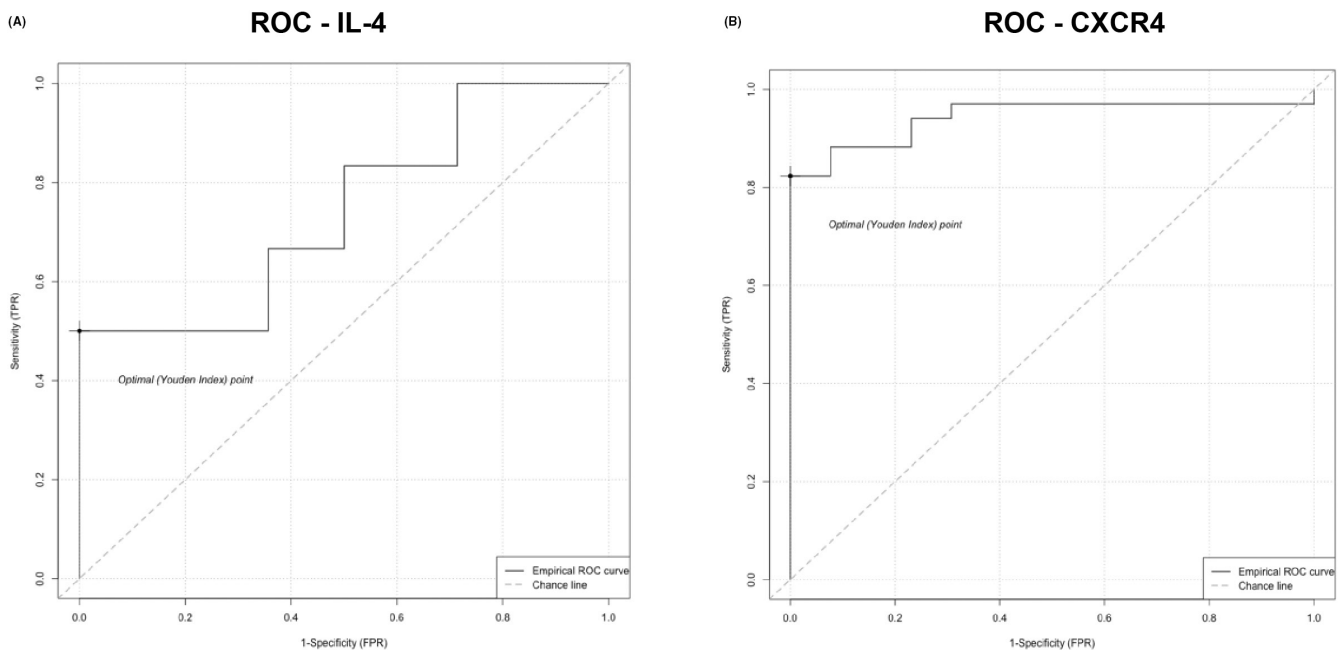 (A)
ROC - IL-4
1.0
0.8
0.6
0.4
0.2
0.0
Sensitivity (TPR)
Optimal (Youden Index) point
Empirical ROC curve
Chance line
0.0 0.2 0.4 0.6 0.8 1.0
1-Specificity (FPR)
(B)
ROC - CXCR4
1.0
0.8
0.6
0.4
0.2
0.0
Sensitivity (TPR)
Optimal (Youden Index) point
Empirical ROC curve
Chance line
0.0 0.2 0.4 0.6 0.8 1.0
1-Specificity (FPR)